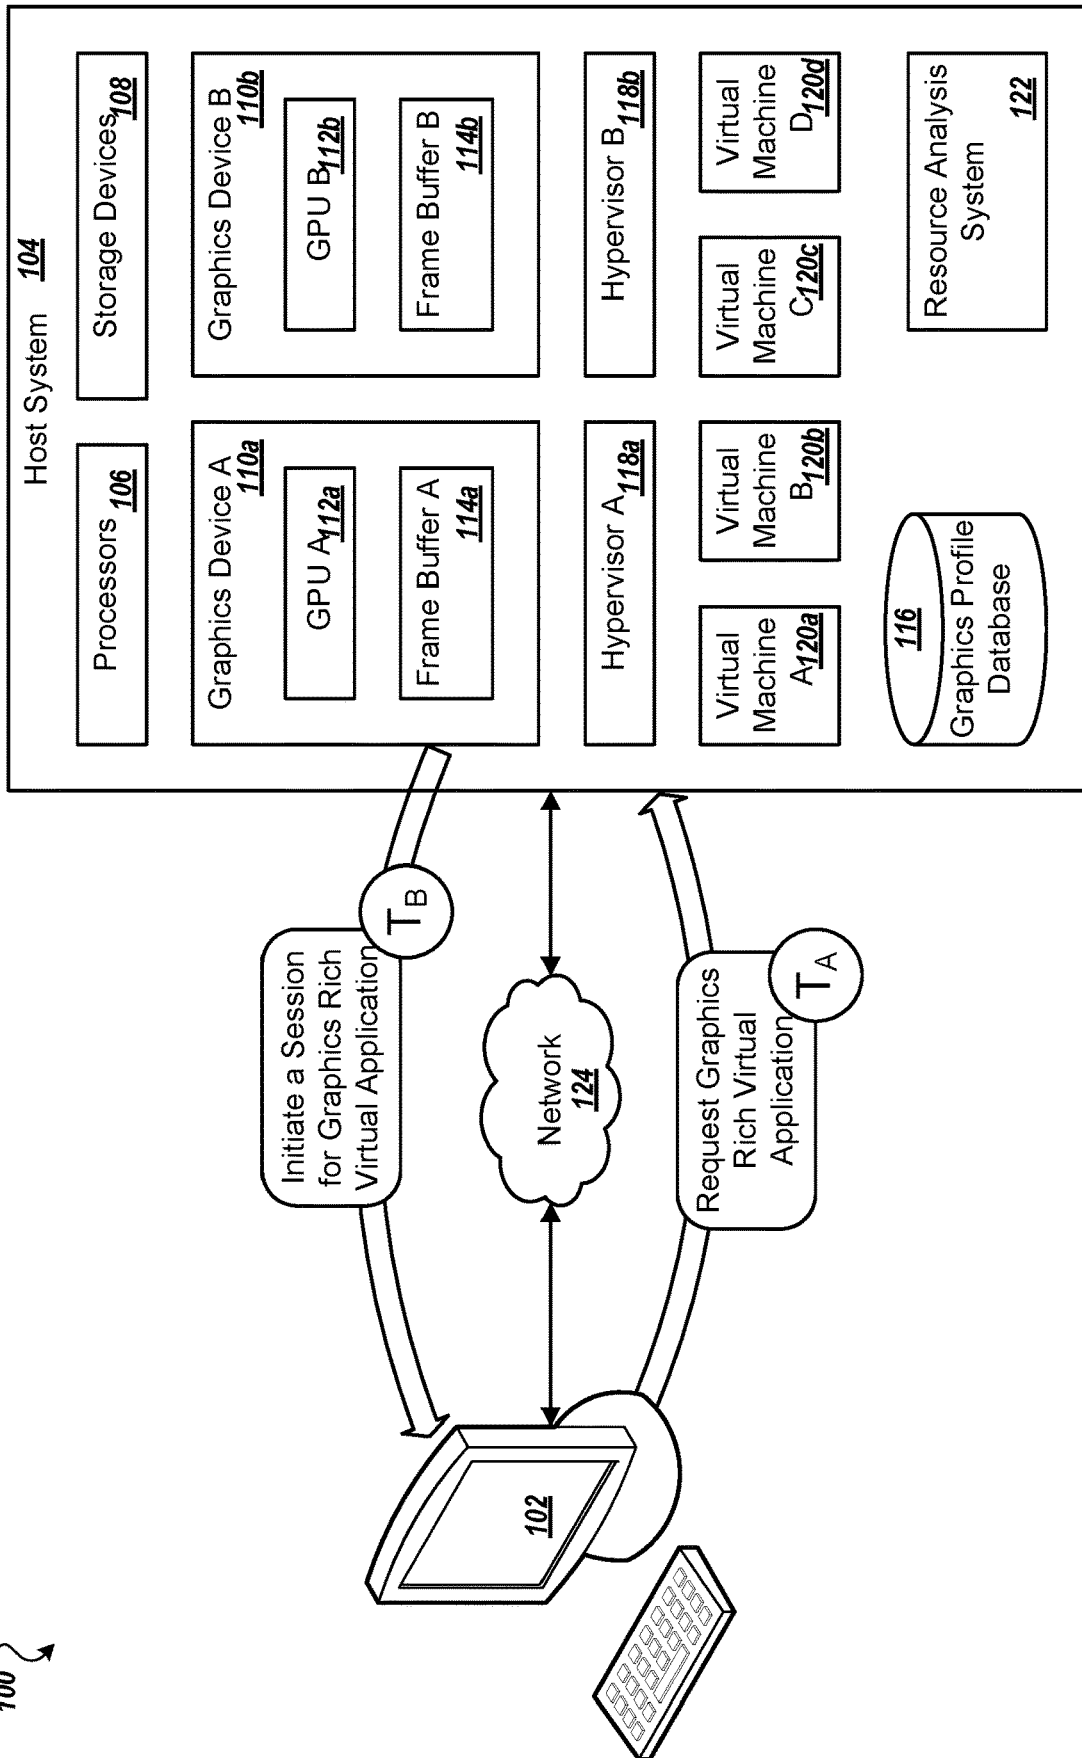 100
102
Initiate a Session
for Graphics Rich
Virtual Application
T B
Network
124
Request Graphics
Rich Virtual
Application
T A
Host System 104
Processors 106
Storage Devices 108
Graphics Device A
110a
GPU A 112a
Frame Buffer A
114a
Graphics Device B
110b
GPU B 112b
Frame Buffer B
114b
Hypervisor A 118a
Hypervisor B 118b
Virtual
Machine
A 120a
Virtual
Machine
B 120b
Virtual
Machine
C 120c
Virtual
Machine
D 120d
116
Graphics Profile
Database
Resource Analysis
System
122